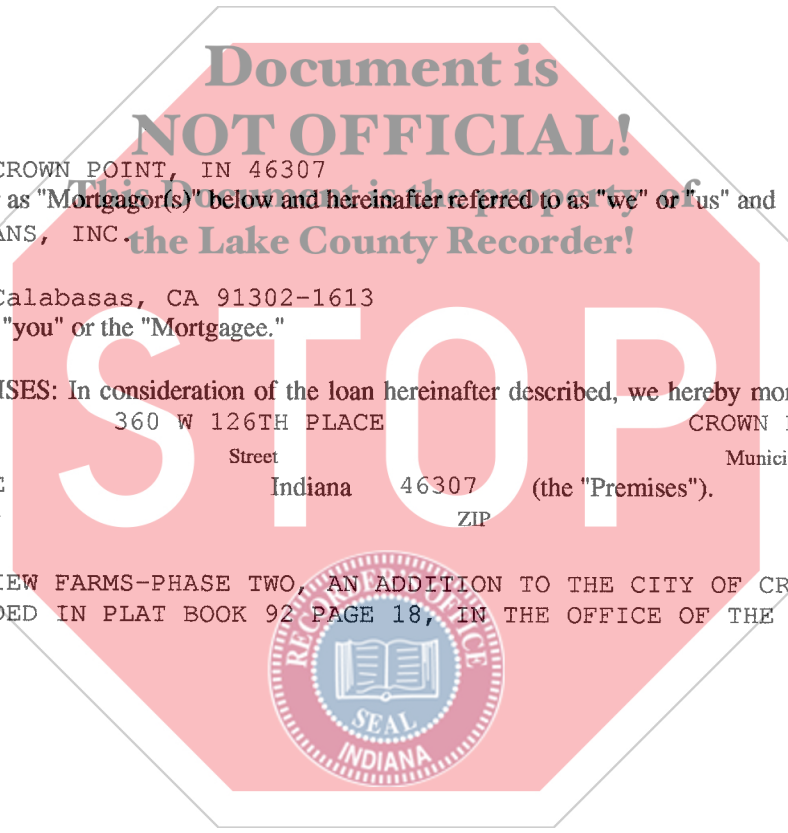 Document is
NOT OFFICIAL!
CROWN POINT, IN 46307
This Document is the property of
as "Mortgagor(s)" below and hereinafter referred to as "we" or "us" and
ANS, INC.
the Lake County Recorder!
Calabasas, CA 91302-1613
"you" or the "Mortgagee."
STOP
ISES: In consideration of the loan hereinafter described, we hereby mor
360 W 126TH PLACE CROWN
Street Munici
Indiana 46307 (the "Premises").
ZIP
IEW FARMS-PHASE TWO, AN ADDITION TO THE CITY OF CR
DED IN PLAT BOOK 92 PAGE 18, IN THE OFFICE OF THE
RECORDER'S OFFICE
SEAL
INDIANA